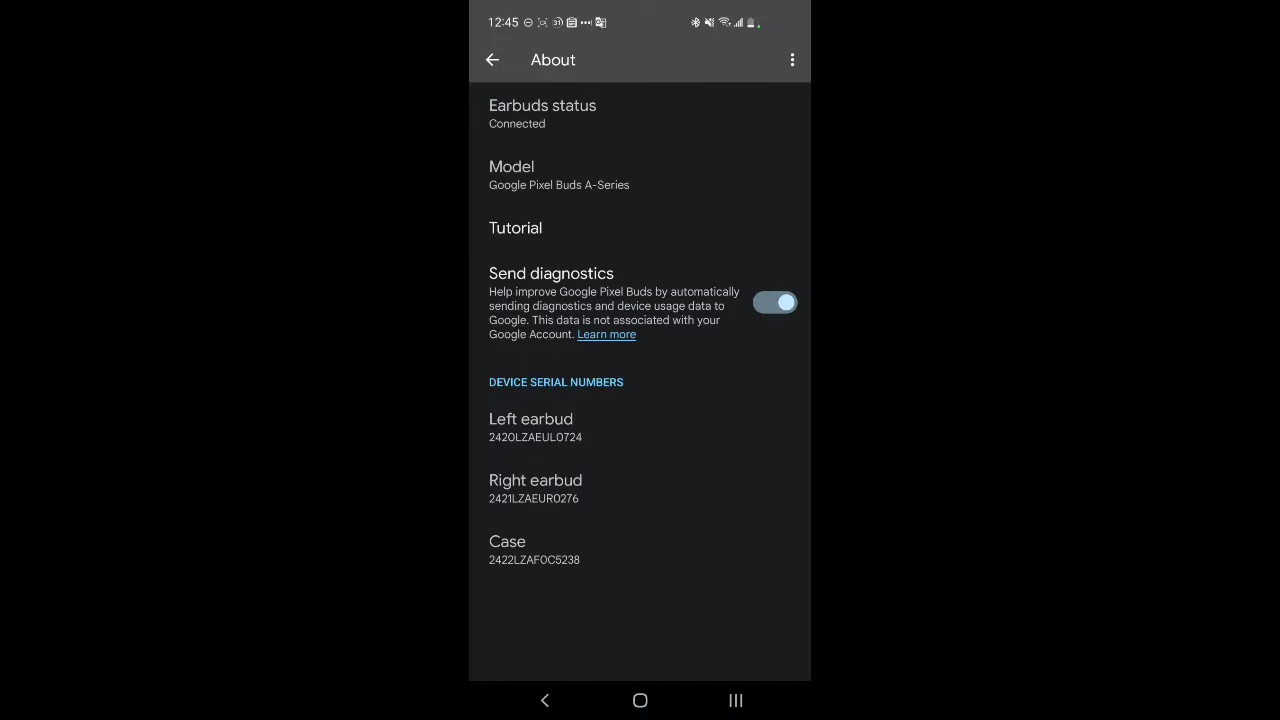 12:45
About
Earbuds status
Connected
Model
Google Pixel Buds A-Series
Tutorial
Send diagnostics
Help improve Google Pixel Buds by automatically
sending diagnostics and device usage data to
Google. This data is not associated with your
Google Account. Learn more
DEVICE SERIAL NUMBERS
Left earbud
2420LZAEUL0724
Right earbud
2421LZAEUR0276
Case
2422LZAF0C5238